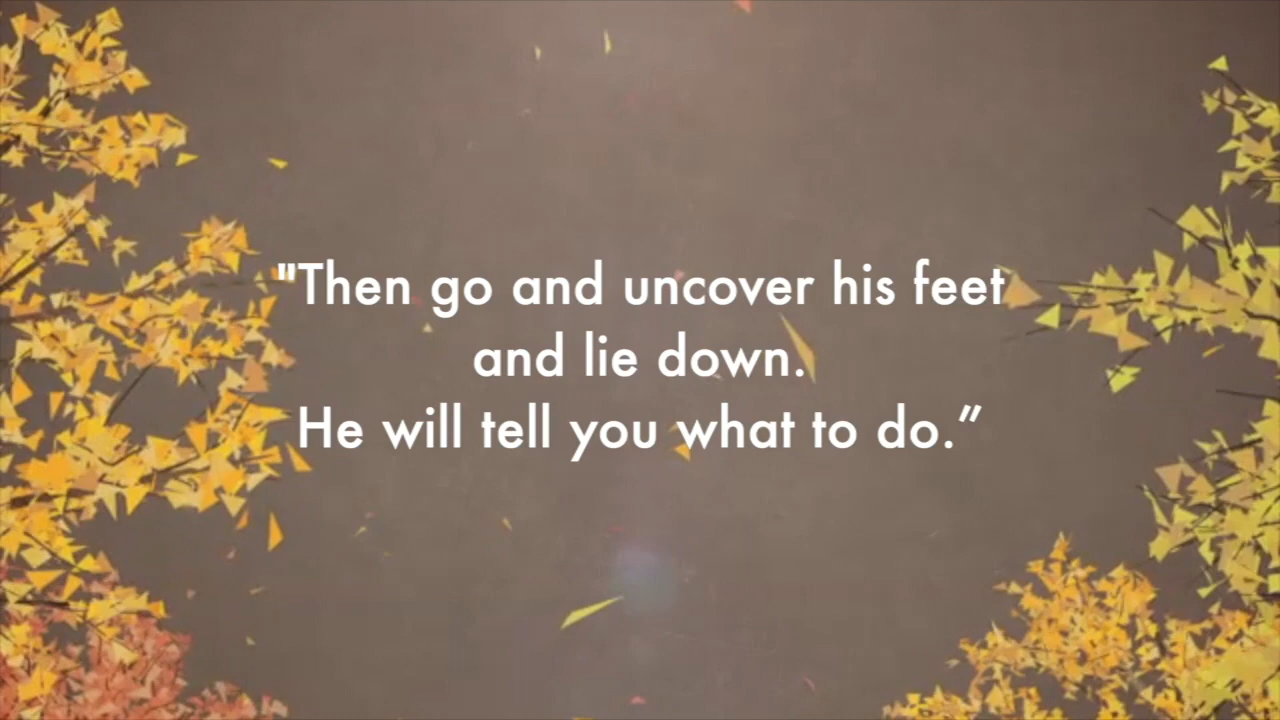 "Then go and uncover his feet
and lie down.
He will tell you what to do.”